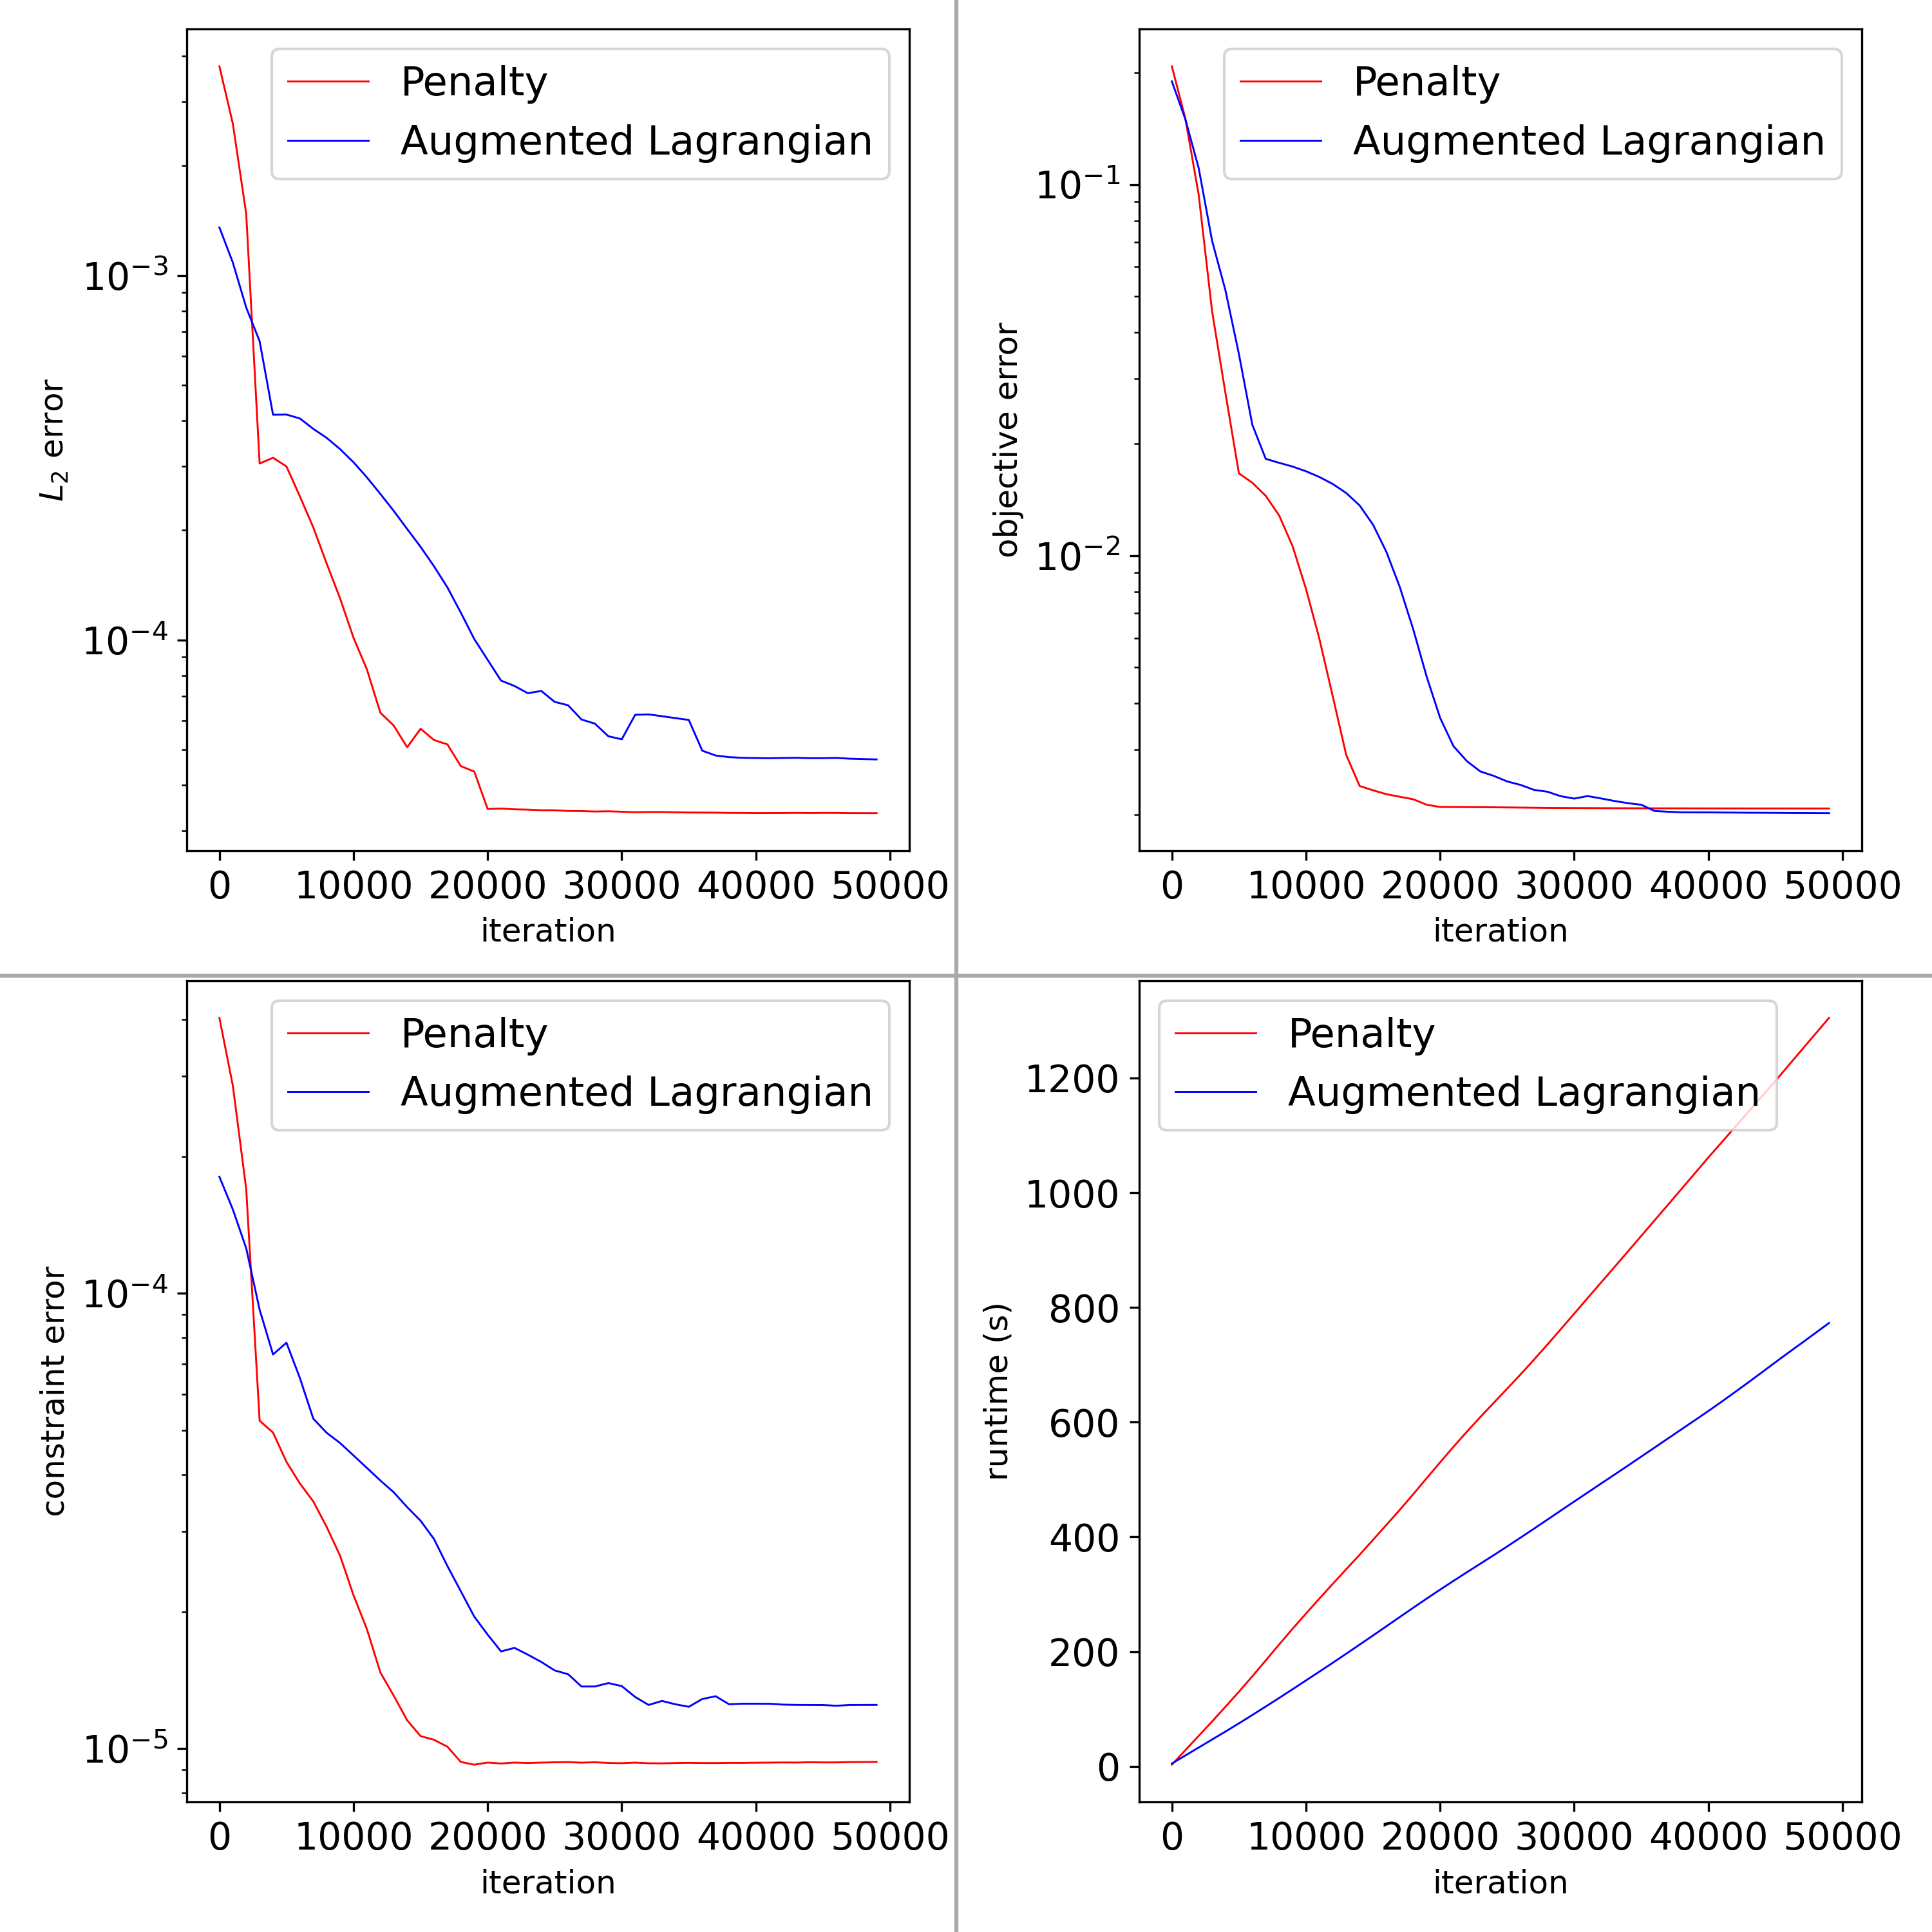 Penalty
Augmented Lagrangian
10⁻³
10⁻⁴
L₂ error
0 10000 20000 30000 40000 50000
iteration
Penalty
Augmented Lagrangian
10⁻¹
10⁻²
objective error
0 10000 20000 30000 40000 50000
iteration
Penalty
Augmented Lagrangian
10⁻⁴
10⁻⁵
constraint error
0 10000 20000 30000 40000 50000
iteration
Penalty
Augmented Lagrangian
1200
1000
800
600
400
200
0
runtime (s)
0 10000 20000 30000 40000 50000
iteration